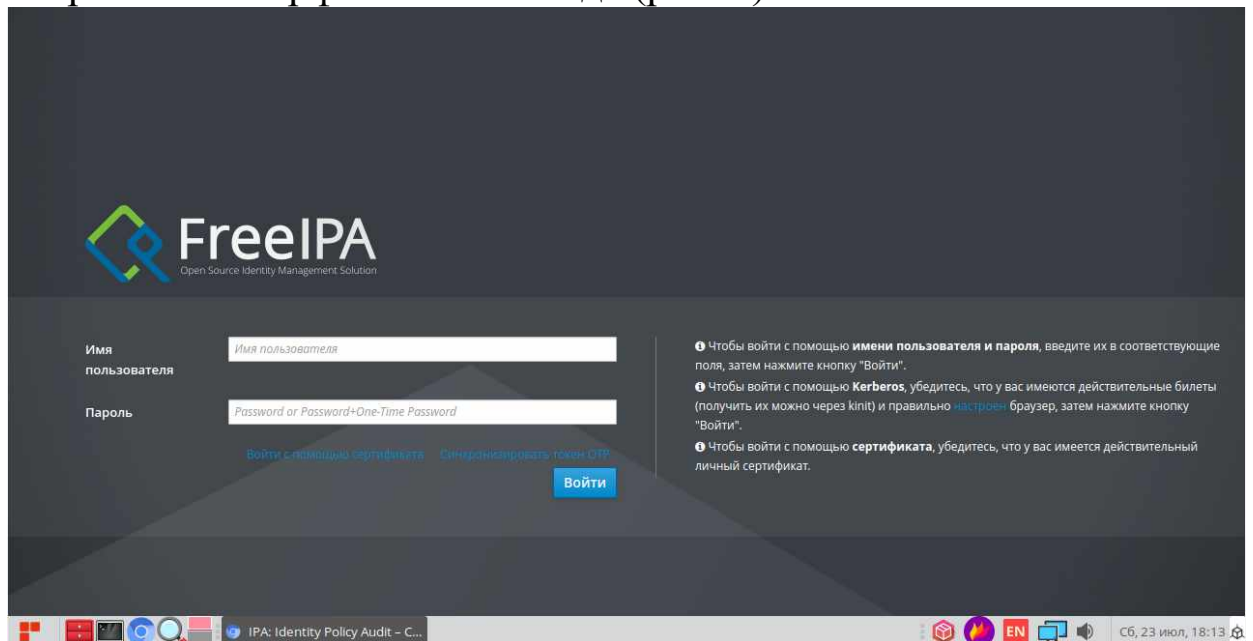 FreeIPA
Open Source Identity Management Solution
Имя
пользователя
Имя пользователя
Пароль
Password or Password+One-Time Password
Войти с помощью сертификата Синхронизировать токен OTP
Войти
Чтобы войти с помощью имени пользователя и пароля, введите их в соответствующие
поля, затем нажмите кнопку "Войти".
Чтобы войти с помощью Kerberos, убедитесь, что у вас имеются действительные билеты
(получить их можно через kinit) и правильно настроен браузер, затем нажмите кнопку
"Войти".
Чтобы войти с помощью сертификата, убедитесь, что у вас имеется действительный
личный сертификат.
IPA: Identity Policy Audit – C...
EN
Сб, 23 июл, 18:13